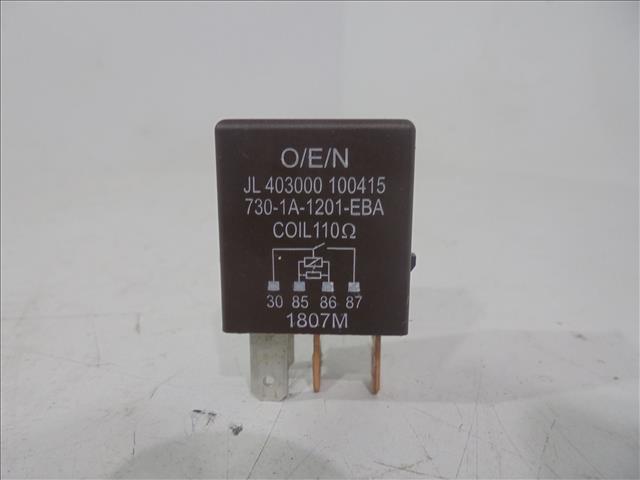 O/E/N
JL 403000 100415
730-1A-1201-EBA
COIL110Ω
30 85 86 87
1807M